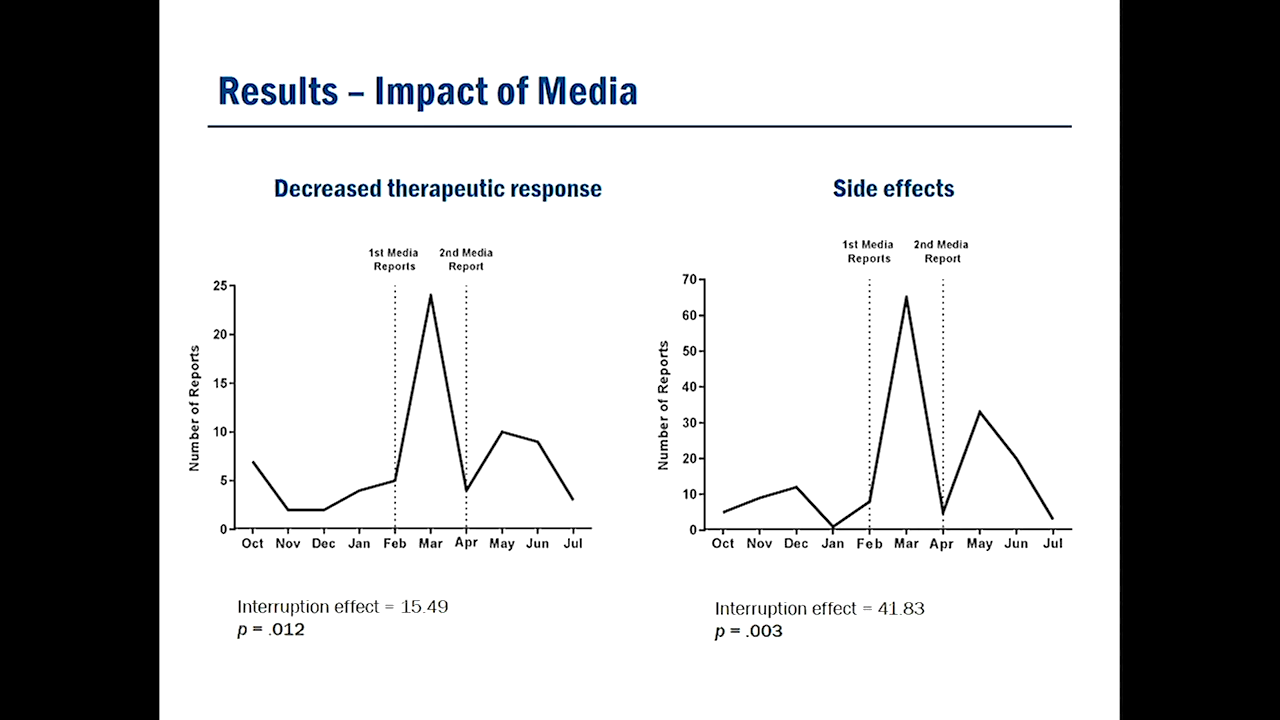 Results – Impact of Media
Decreased therapeutic response
1st Media
Reports
2nd Media
Report
Number of Reports
25
20
15
10
5
0
Oct Nov Dec Jan Feb Mar Apr May Jun Jul
Interruption effect = 15.49
p = .012
Side effects
1st Media
Reports
2nd Media
Report
Number of Reports
70
60
50
40
30
20
10
0
Oct Nov Dec Jan Feb Mar Apr May Jun Jul
Interruption effect = 41.83
p = .003